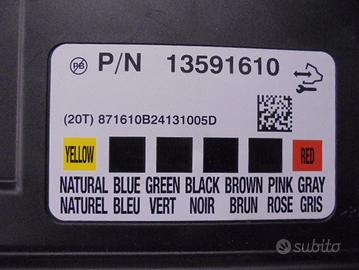 PB P/N 13591610
(20T) 871610B24131005D
YELLOW RED
NATURAL BLUE GREEN BLACK BROWN PINK GRAY
NATUREL BLEU VERT NOIR BRUN ROSE GRIS
subito